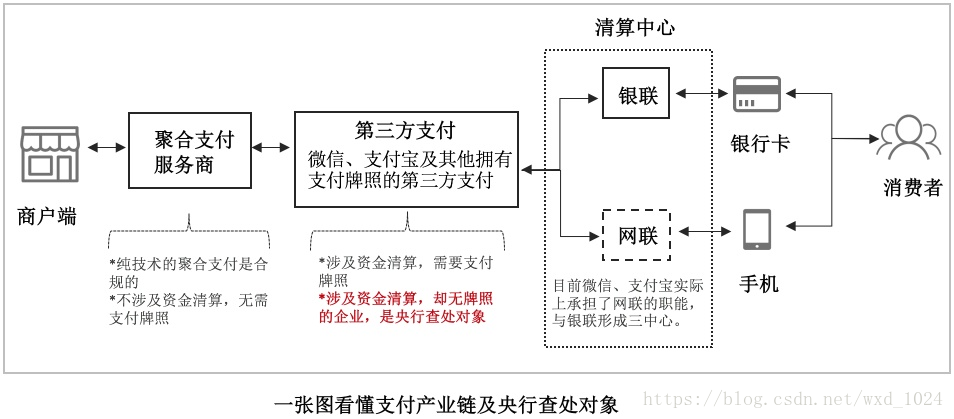 清算中心
银联
聚合支付
服务商
第三方支付
微信、支付宝及其他拥有
支付牌照的第三方支付
银行卡
消费者
商户端
网联
手机
*纯技术的聚合支付是合
规的
*不涉及资金清算，无需
支付牌照
*涉及资金清算，需要支付
牌照
*涉及资金清算，却无牌照
的企业，是央行查处对象
目前微信、支付宝实际
上承担了网联的职能，
与银联形成三中心。
一张图看懂支付产业链及央行查处对象
https://blog.csdn.net/wxd_1024